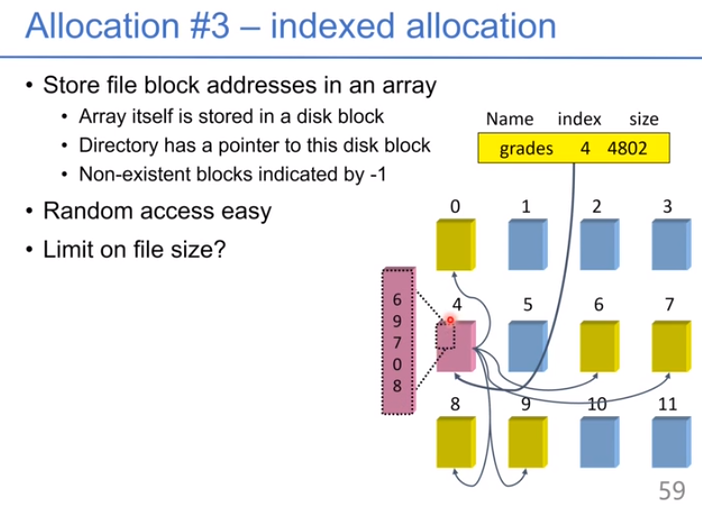 Allocation #3 – indexed allocation
• Store file block addresses in an array
• Array itself is stored in a disk block
• Directory has a pointer to this disk block
• Non-existent blocks indicated by -1
• Random access easy
• Limit on file size?
Name index size
grades 4 4802
0 1 2 3
4 5 6 7
8 9 10 11
6
9
7
0
8
59